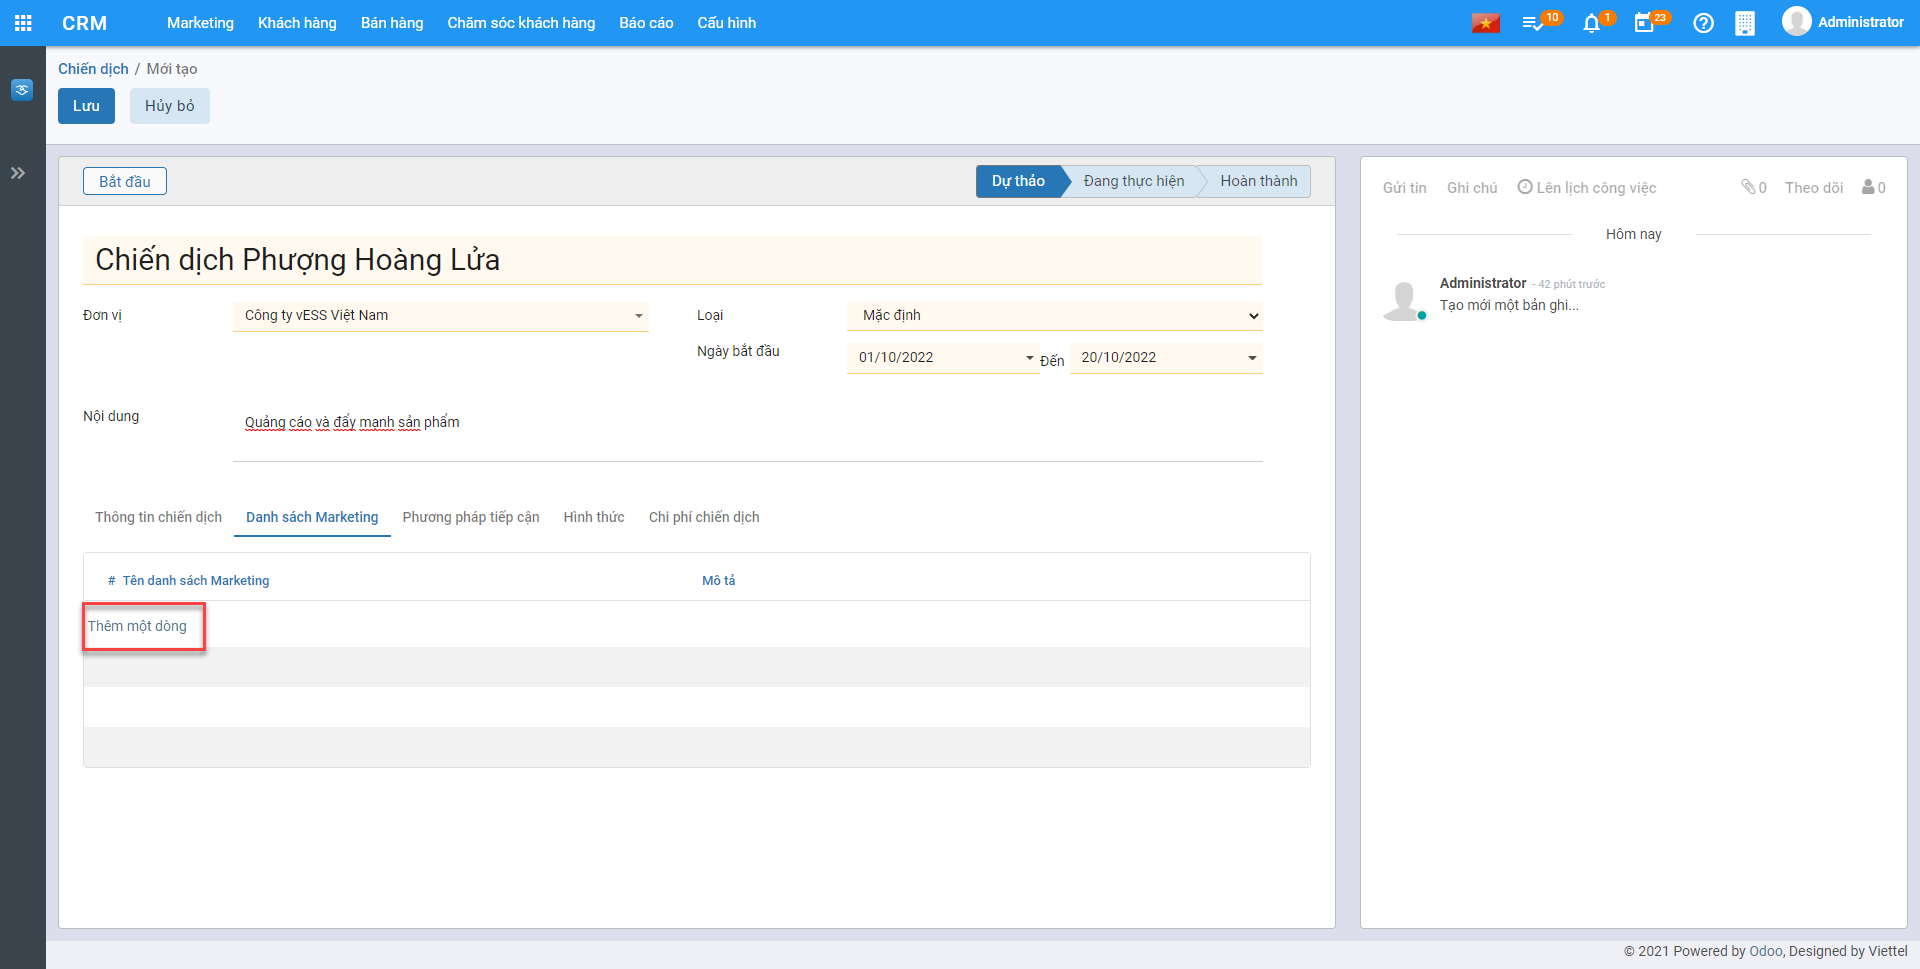 CRM Marketing Khách hàng Bán hàng Chăm sóc khách hàng Báo cáo Cấu hình 10 1 23 Administrator
Chiến dịch / Mới tạo
Lưu Hủy bỏ
Bắt đầu Dự thảo Đang thực hiện Hoàn thành
Chiến dịch Phượng Hoàng Lửa
Đơn vị Công ty vESS Việt Nam Loại Mặc định
Ngày bắt đầu 01/10/2022 Đến 20/10/2022
Nội dung Quảng cáo và đẩy mạnh sản phẩm
Thông tin chiến dịch Danh sách Marketing Phương pháp tiếp cận Hình thức Chi phí chiến dịch
# Tên danh sách Marketing Mô tả
Thêm một dòng
Gửi tin Ghi chú Lên lịch công việc 0 Theo dõi 0
Hôm nay
Administrator - 42 phút trước
Tạo mới một bản ghi...
© 2021 Powered by Odoo, Designed by Viettel